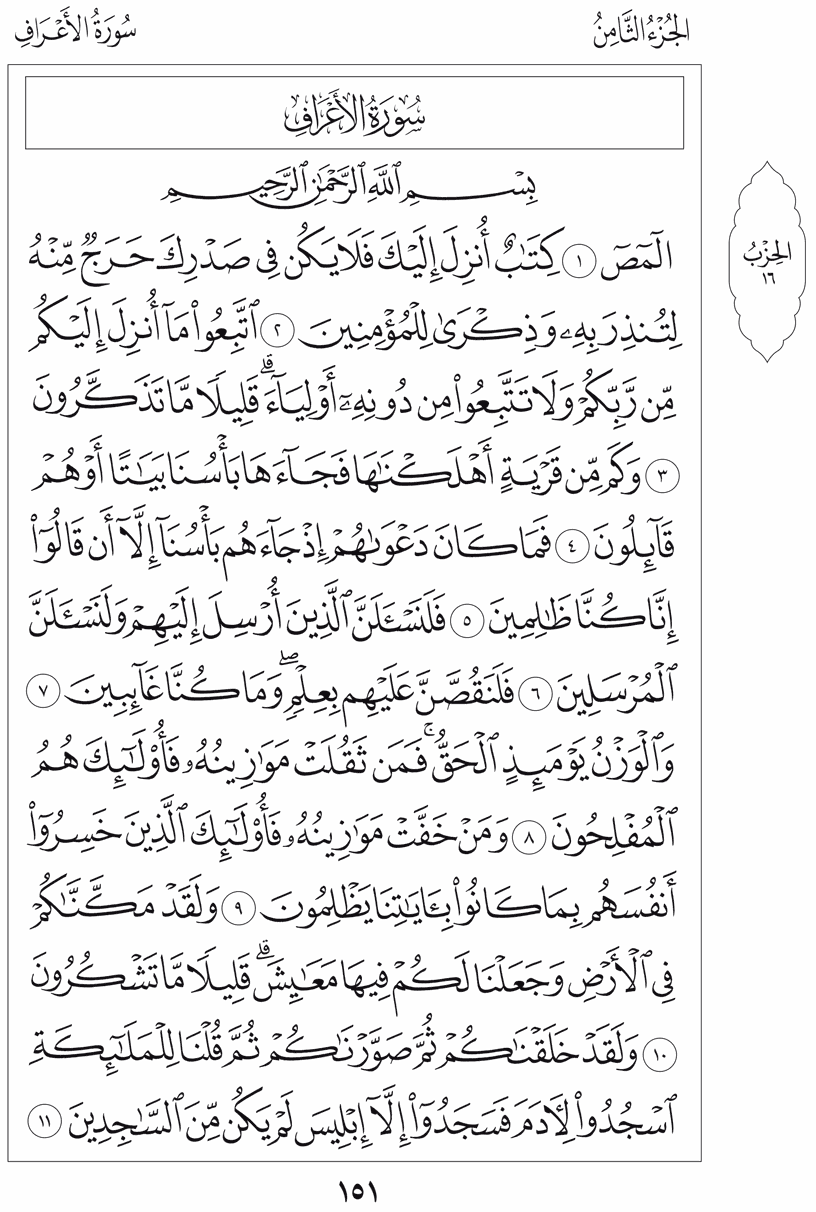 الجُزْءُ الثَّامِنُ
سُورَةُ الأَعْرَافِ
سُورَةُ الأَعْرَافِ
بِسْمِ ٱللَّهِ ٱلرَّحْمَٰنِ ٱلرَّحِيمِ
الٓمٓصٓ ١ كِتَٰبٌ أُنزِلَ إِلَيْكَ فَلَا يَكُن فِى صَدْرِكَ حَرَجٌ مِّنْهُ
لِتُنذِرَ بِهِۦ وَذِكْرَىٰ لِلْمُؤْمِنِينَ ٢ ٱتَّبِعُوا۟ مَآ أُنزِلَ إِلَيْكُم
مِّن رَّبِّكُمْ وَلَا تَتَّبِعُوا۟ مِن دُونِهِۦٓ أَوْلِيَآءَ ۗ قَلِيلًا مَّا تَذَكَّرُونَ
٣ وَكَم مِّن قَرْيَةٍ أَهْلَكْنَٰهَا فَجَآءَهَا بَأْسُنَا بَيَٰتًا أَوْ هُمْ
قَآئِلُونَ ٤ فَمَا كَانَ دَعْوَىٰهُمْ إِذْ جَآءَهُم بَأْسُنَآ إِلَّآ أَن قَالُوٓا۟
إِنَّا كُنَّا ظَٰلِمِينَ ٥ فَلَنَسْـَٔلَنَّ ٱلَّذِينَ أُرْسِلَ إِلَيْهِمْ وَلَنَسْـَٔلَنَّ
ٱلْمُرْسَلِينَ ٦ فَلَنَقُصَّنَّ عَلَيْهِم بِعِلْمٍ ۖ وَمَا كُنَّا غَآئِبِينَ ٧
وَٱلْوَزْنُ يَوْمَئِذٍ ٱلْحَقُّ ۚ فَمَن ثَقُلَتْ مَوَٰزِينُهُۥ فَأُو۟لَٰٓئِكَ هُمُ
ٱلْمُفْلِحُونَ ٨ وَمَنْ خَفَّتْ مَوَٰزِينُهُۥ فَأُو۟لَٰٓئِكَ ٱلَّذِينَ خَسِرُوٓا۟
أَنفُسَهُم بِمَا كَانُوا۟ بِـَٔايَٰتِنَا يَظْلِمُونَ ٩ وَلَقَدْ مَكَّنَّٰكُمْ
فِى ٱلْأَرْضِ وَجَعَلْنَا لَكُمْ فِيهَا مَعَٰيِشَ ۗ قَلِيلًا مَّا تَشْكُرُونَ
١٠ وَلَقَدْ خَلَقْنَٰكُمْ ثُمَّ صَوَّرْنَٰكُمْ ثُمَّ قُلْنَا لِلْمَلَٰٓئِكَةِ
ٱسْجُدُوا۟ لِءَادَمَ فَسَجَدُوٓا۟ إِلَّآ إِبْلِيسَ لَمْ يَكُن مِّنَ ٱلسَّٰجِدِينَ ١١
الحِزْبُ
١٦
١٥١